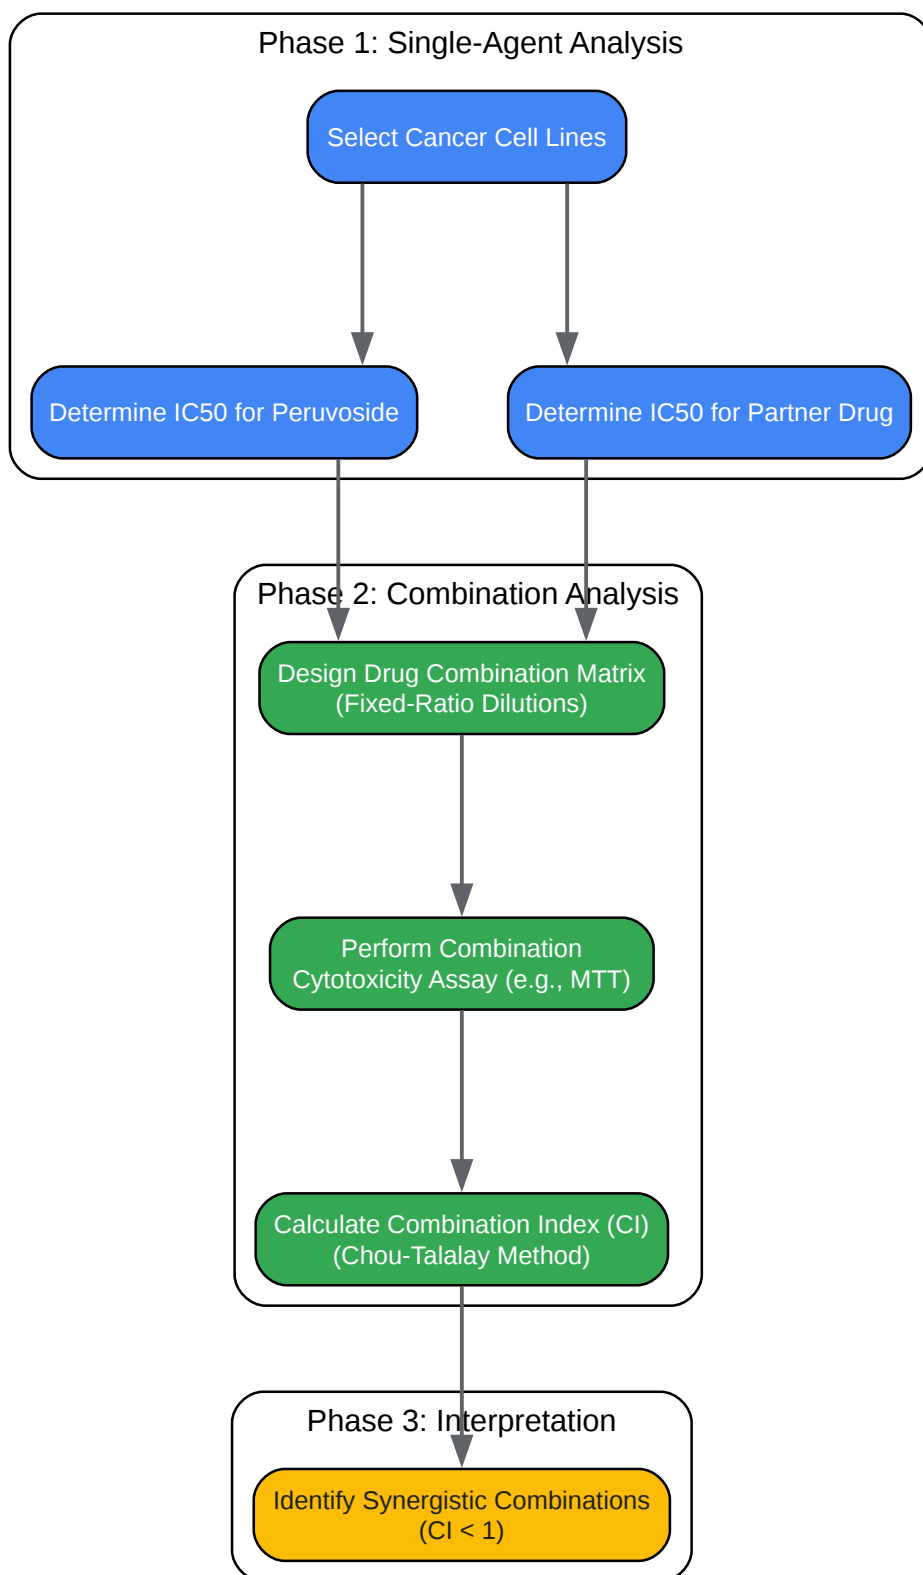 Phase 1: Single-Agent Analysis
Select Cancer Cell Lines
Determine IC50 for Peruvoside
Determine IC50 for Partner Drug
Phase 2: Combination Analysis
Design Drug Combination Matrix
(Fixed-Ratio Dilutions)
Perform Combination
Cytotoxicity Assay (e.g., MTT)
Calculate Combination Index (CI)
(Chou-Talalay Method)
Phase 3: Interpretation
Identify Synergistic Combinations
(CI < 1)